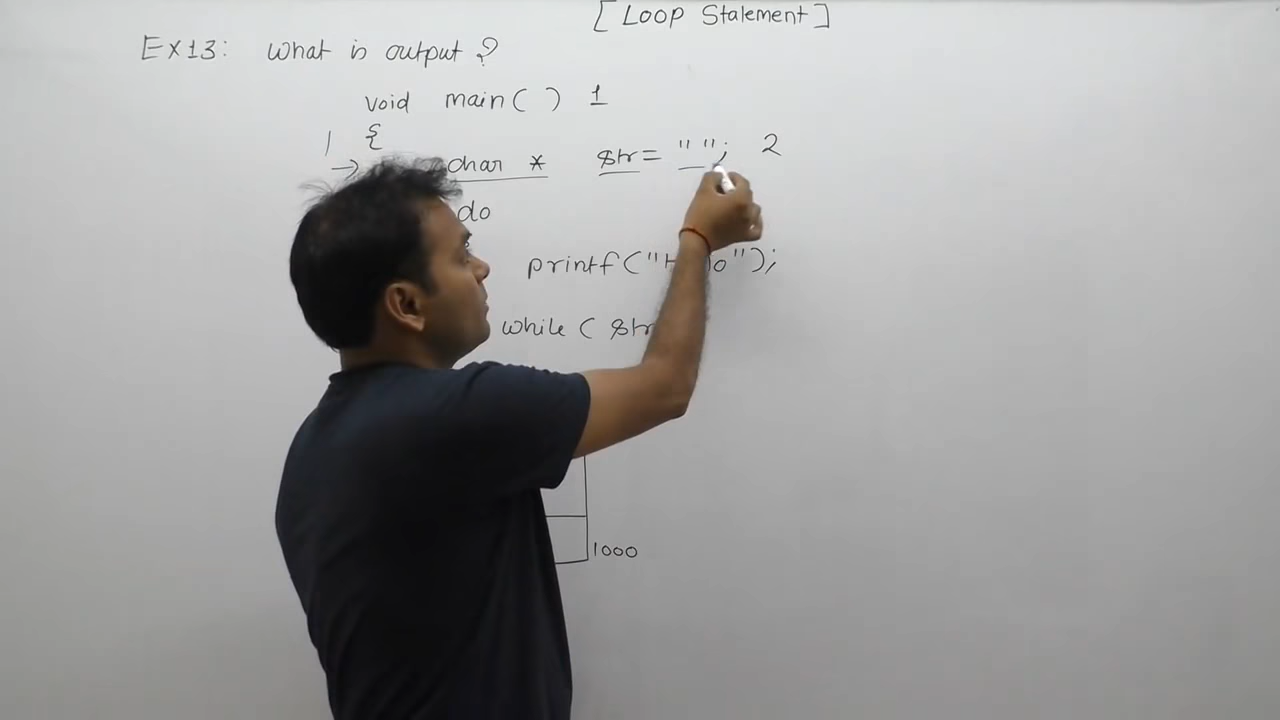 [ Loop Statement ]
Ex13: What is output ?
void main( ) 1
{
→ char * str = " "; 2
do
printf("
");
while ( str
1000